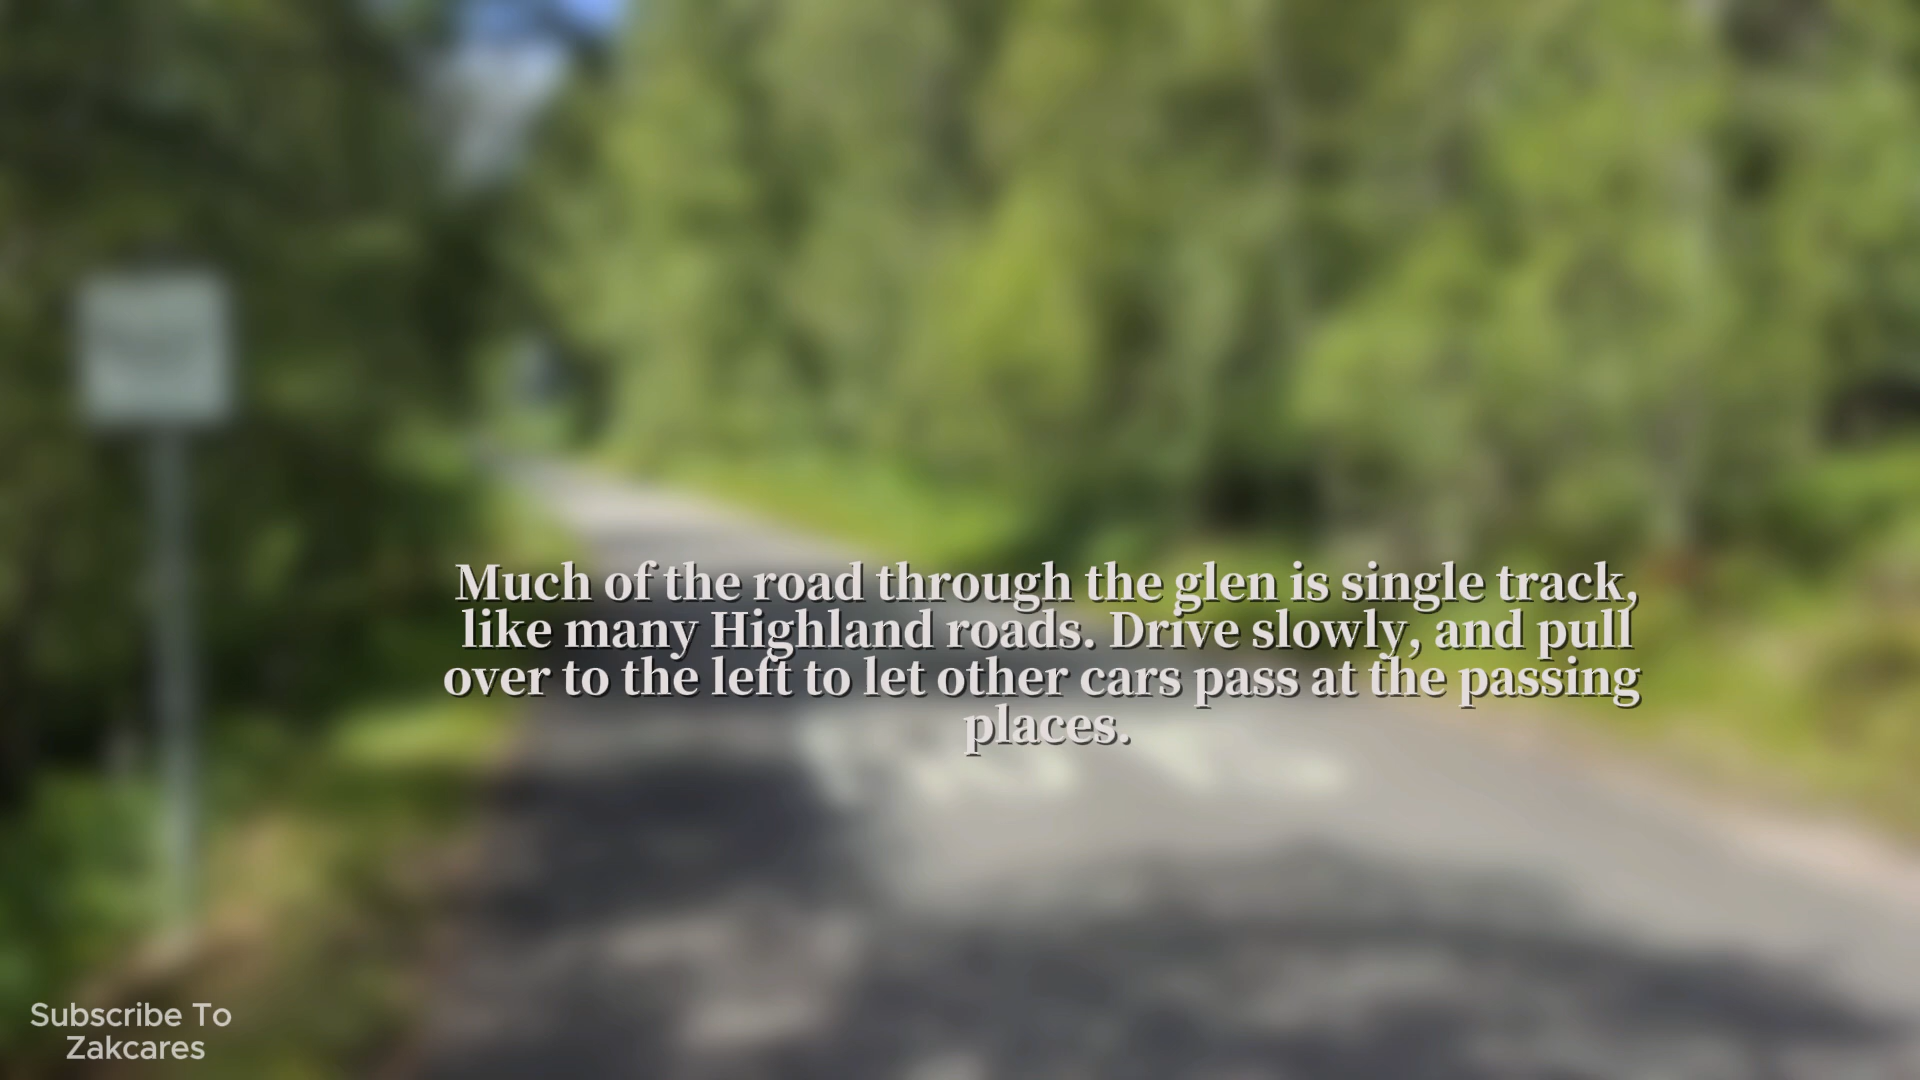 Much of the road through the glen is single track,
like many Highland roads. Drive slowly, and pull
over to the left to let other cars pass at the passing
places.
Subscribe To
Zakcares